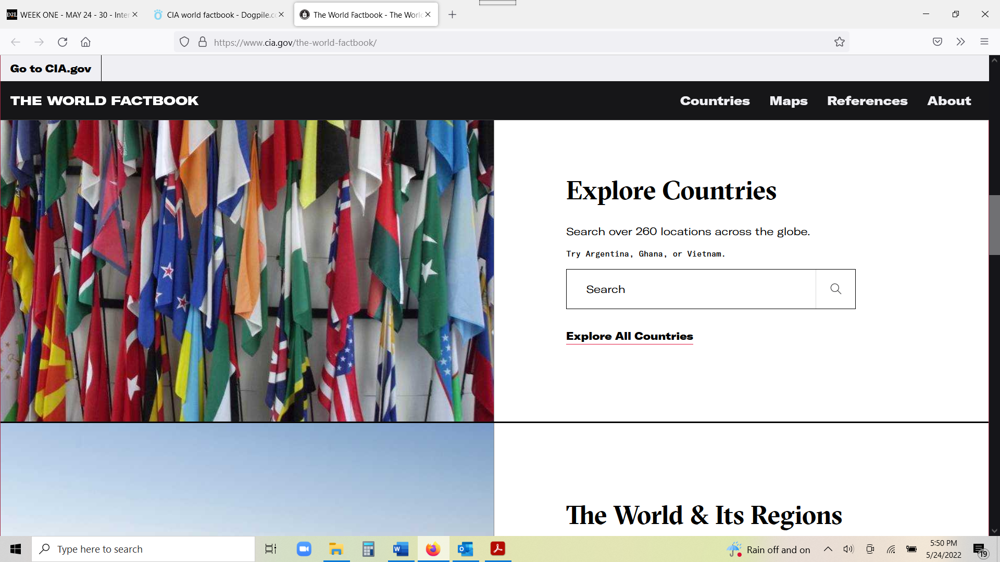 D2L WEEK ONE - MAY 24 - 30 - Inter
CIA world factbook - Dogpile.co
The World Factbook - The Worl
https://www.cia.gov/the-world-factbook/
Go to CIA.gov
THE WORLD FACTBOOK
Countries Maps References About
Explore Countries
Search over 260 locations across the globe.
Try Argentina, Ghana, or Vietnam.
Search
Explore All Countries
The World & Its Regions
Type here to search
Rain off and on
5:50 PM
5/24/2022
19